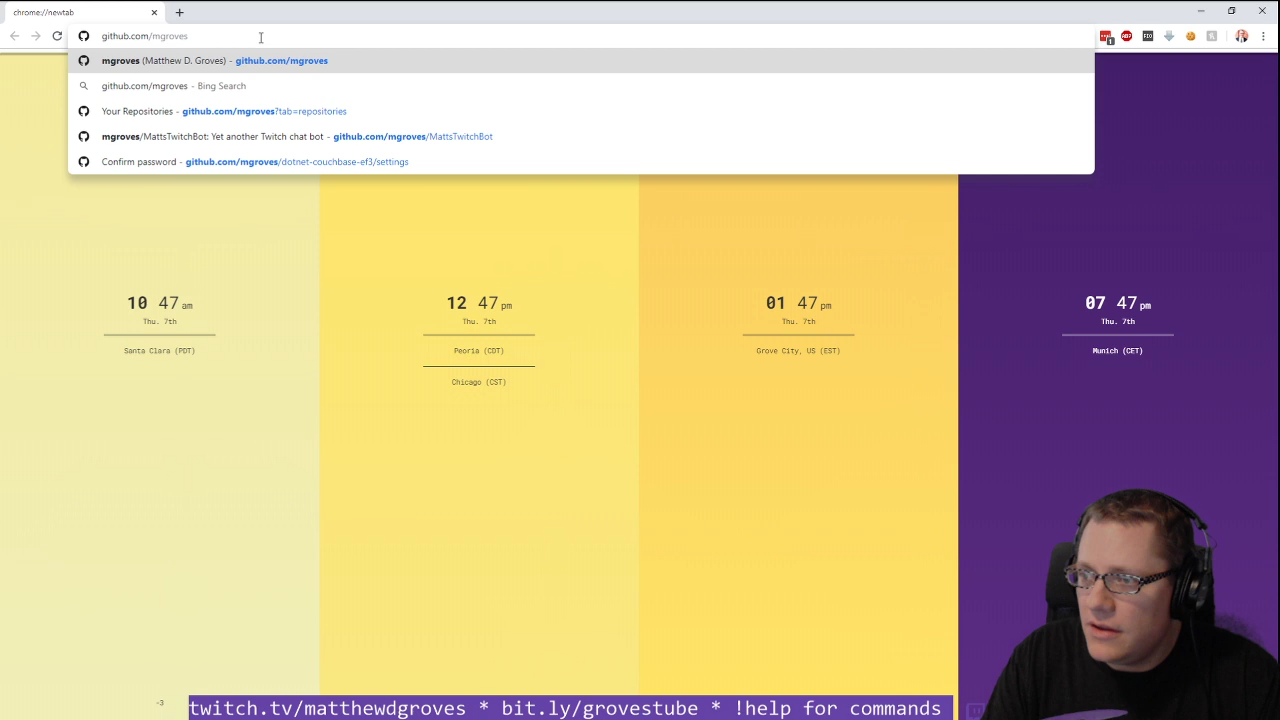 chrome://newtab
github.com/mgroves
mgroves (Matthew D. Groves) - github.com/mgroves
github.com/mgroves - Bing Search
Your Repositories - github.com/mgroves?tab=repositories
mgroves/MattsTwitchBot: Yet another Twitch chat bot - github.com/mgroves/MattsTwitchBot
Confirm password - github.com/mgroves/dotnet-couchbase-ef3/settings
10 47 am
Thu. 7th
Santa Clara (PDT)
12 47 pm
Thu. 7th
Peoria (CDT)
Chicago (CST)
01 47 pm
Thu. 7th
Grove City, US (EST)
07 47 pm
Thu. 7th
Munich (CET)
-3
twitch.tv/matthewdgroves * bit.ly/grovestube * !help for commands